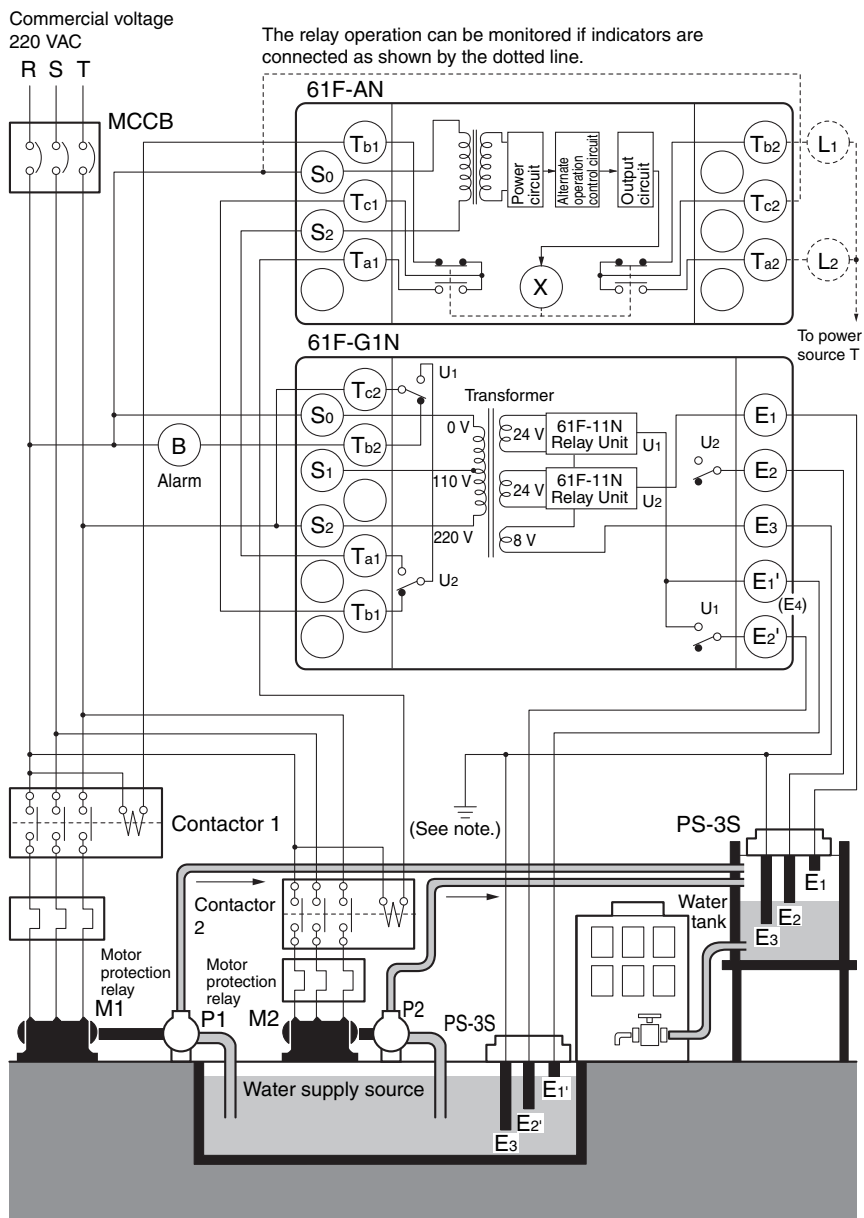 Commercial voltage
220 VAC
R S T
MCCB
The relay operation can be monitored if indicators are
connected as shown by the dotted line.
61F-AN
Tb1
S0
Tc1
S2
Ta1
Power
circuit
Alternate
operation
control circuit
Output
circuit
X
Tb2
Tc2
Ta2
L1
L2
To power
source T
61F-G1N
Tc2
S0
Tb2
S1
S2
Ta1
Tb1
B
Alarm
U1
U2
Transformer
0 V
110 V
220 V
24 V
61F-11N
Relay Unit
U1
24 V
61F-11N
Relay Unit
U2
8 V
U2
U1
E1
E2
E3
E1'
(E4)
E2'
Contactor 1
(See note.)
PS-3S
Contactor
2
Water
tank
E1
E2
E3
Motor
protection
relay
M1
P1
Motor
protection
relay
M2
P2
PS-3S
Water supply source
E1'
E2'
E3